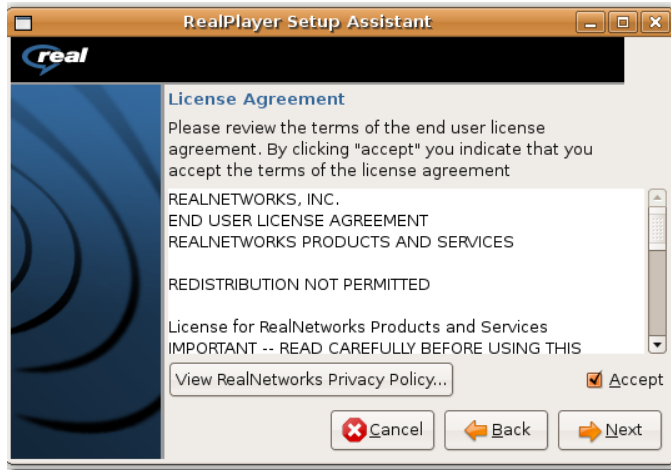 RealPlayer Setup Assistant
real
License Agreement
Please review the terms of the end user license
agreement. By clicking "accept" you indicate that you
accept the terms of the license agreement
REALNETWORKS, INC.
END USER LICENSE AGREEMENT
REALNETWORKS PRODUCTS AND SERVICES
REDISTRIBUTION NOT PERMITTED
License for RealNetworks Products and Services
IMPORTANT -- READ CAREFULLY BEFORE USING THIS
View RealNetworks Privacy Policy...
Accept
Cancel
Back
Next